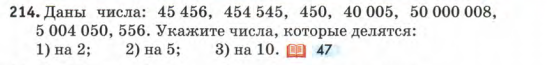 214. Даны числа: 45 456, 454 545, 450, 40 005, 50 000 008,
5 004 050, 556. Укажите числа, которые делятся:
1) на 2; 2) на 5; 3) на 10. 47